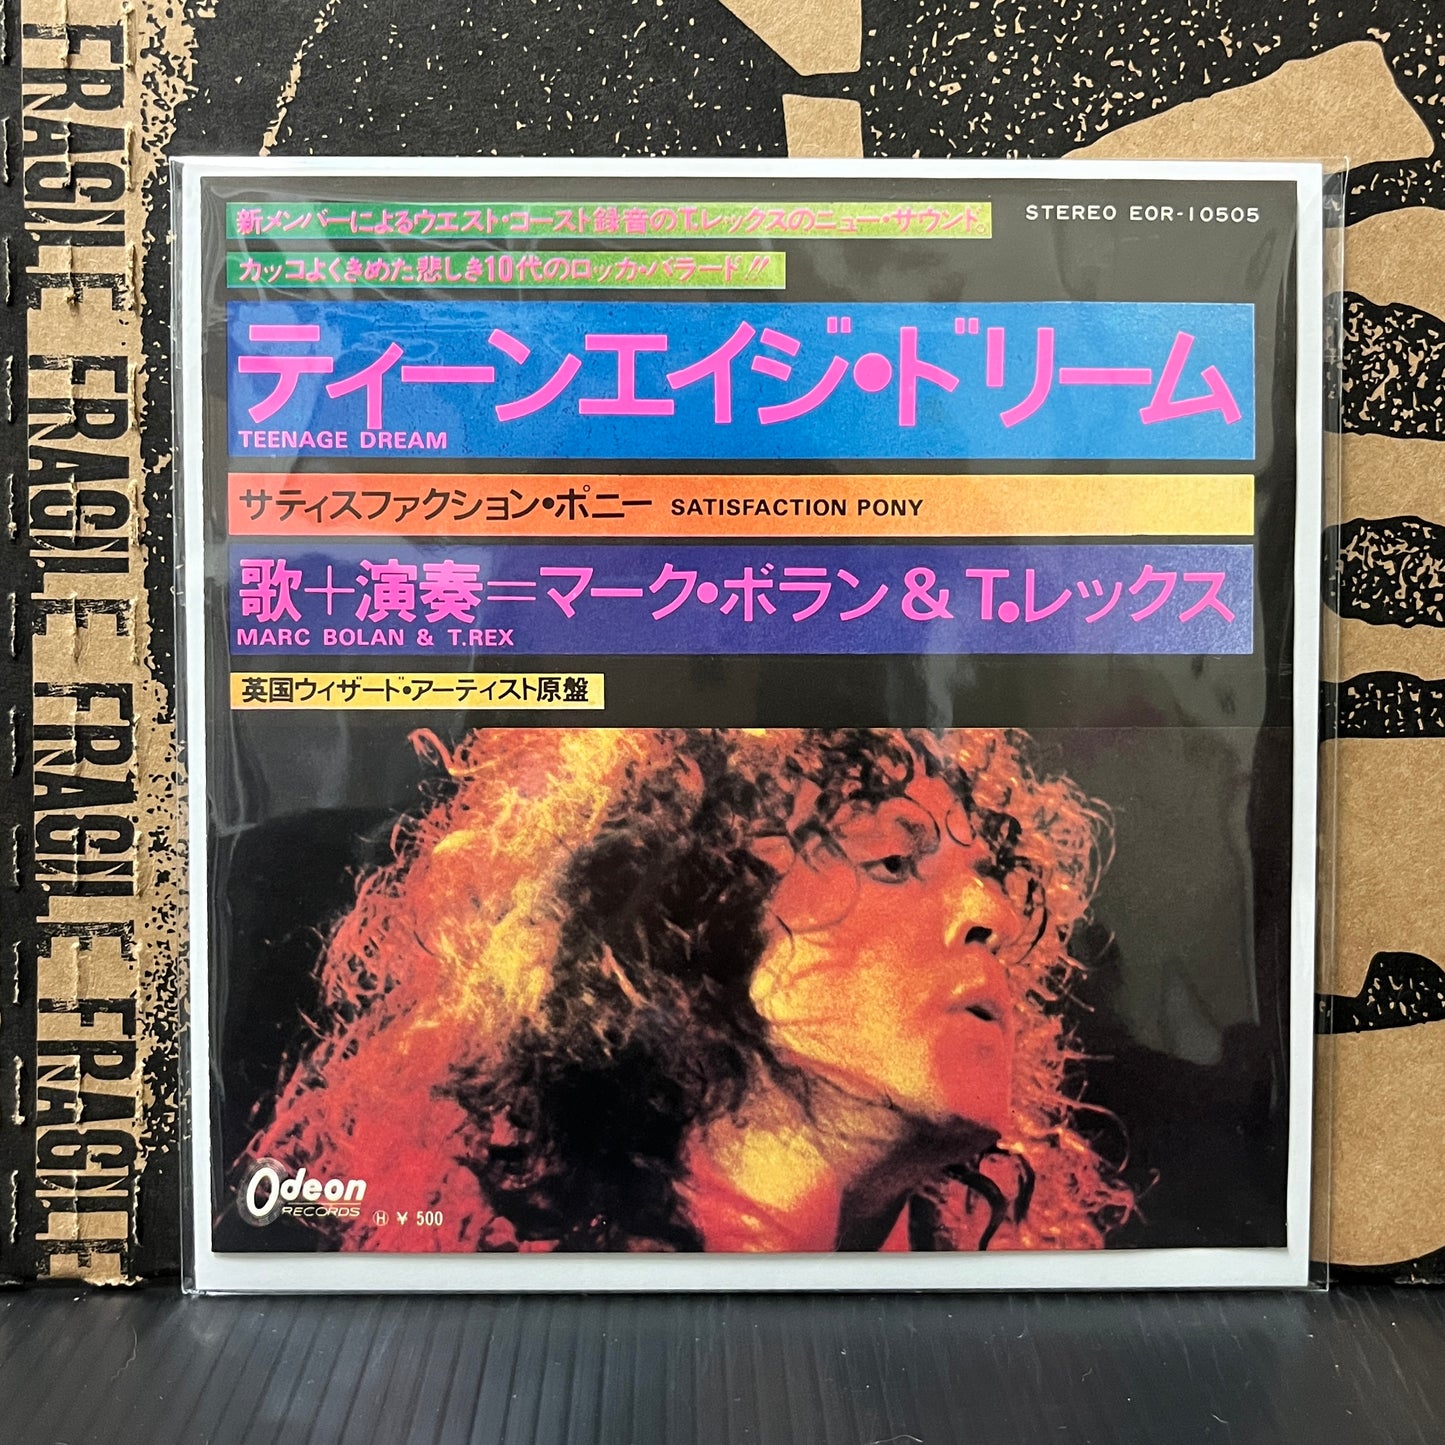 新メンバーによるウエスト・コースト録音のT.レックスのニュー・サウンド。
STEREO EOR-10505
カッコよくきめた悲しき10代のロッカ・バラード!!
ティーンエイジ・ドリーム
TEENAGE DREAM
サティスファクション・ポニー SATISFACTION PONY
歌+演奏=マーク・ボラン&T.レックス
MARC BOLAN & T.REX
英国ウィザード・アーティスト原盤
Odeon
RECORDS
Ⓗ ¥ 500
FRAGILE FRAGILE FRAGILE FRAGILE